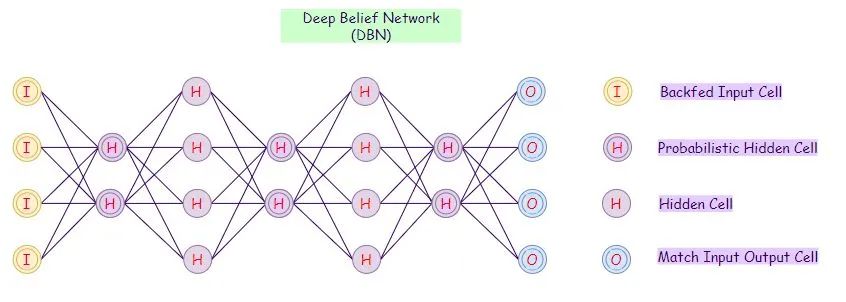 Deep Belief Network
(DBN)
I H H O I Backfed Input Cell
I H H H H H O H Probabilistic Hidden Cell
I H H H H H O H Hidden Cell
I H H O O Match Input Output Cell